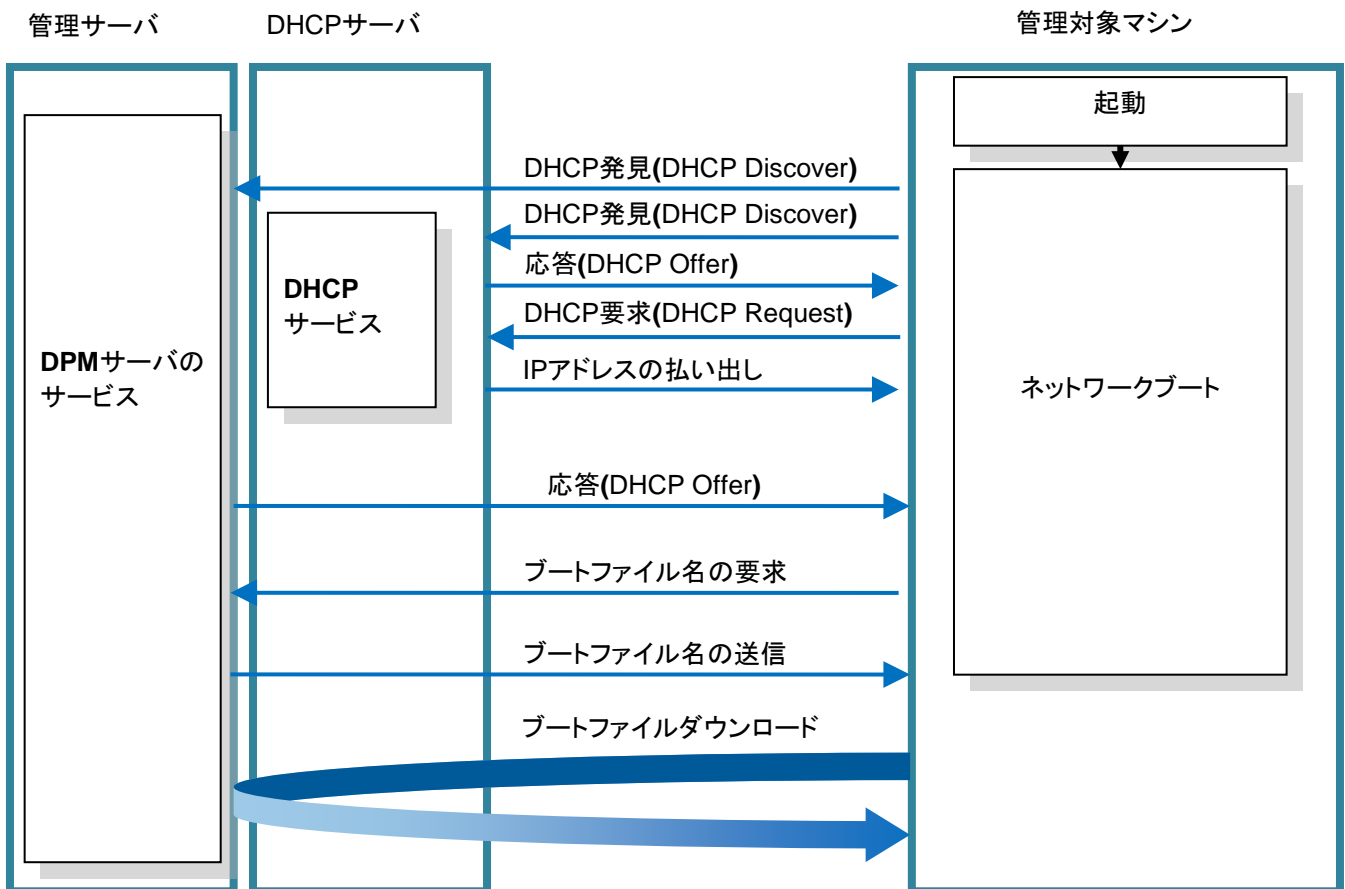 管理サーバ
DHCPサーバ
管理対象マシン
起動
DHCP発見(DHCP Discover)
DHCP発見(DHCP Discover)
応答(DHCP Offer)
DHCP
サービス
DHCP要求(DHCP Request)
DPMサーバの
サービス
IPアドレスの払い出し
ネットワークブート
応答(DHCP Offer)
ブートファイル名の要求
ブートファイル名の送信
ブートファイルダウンロード